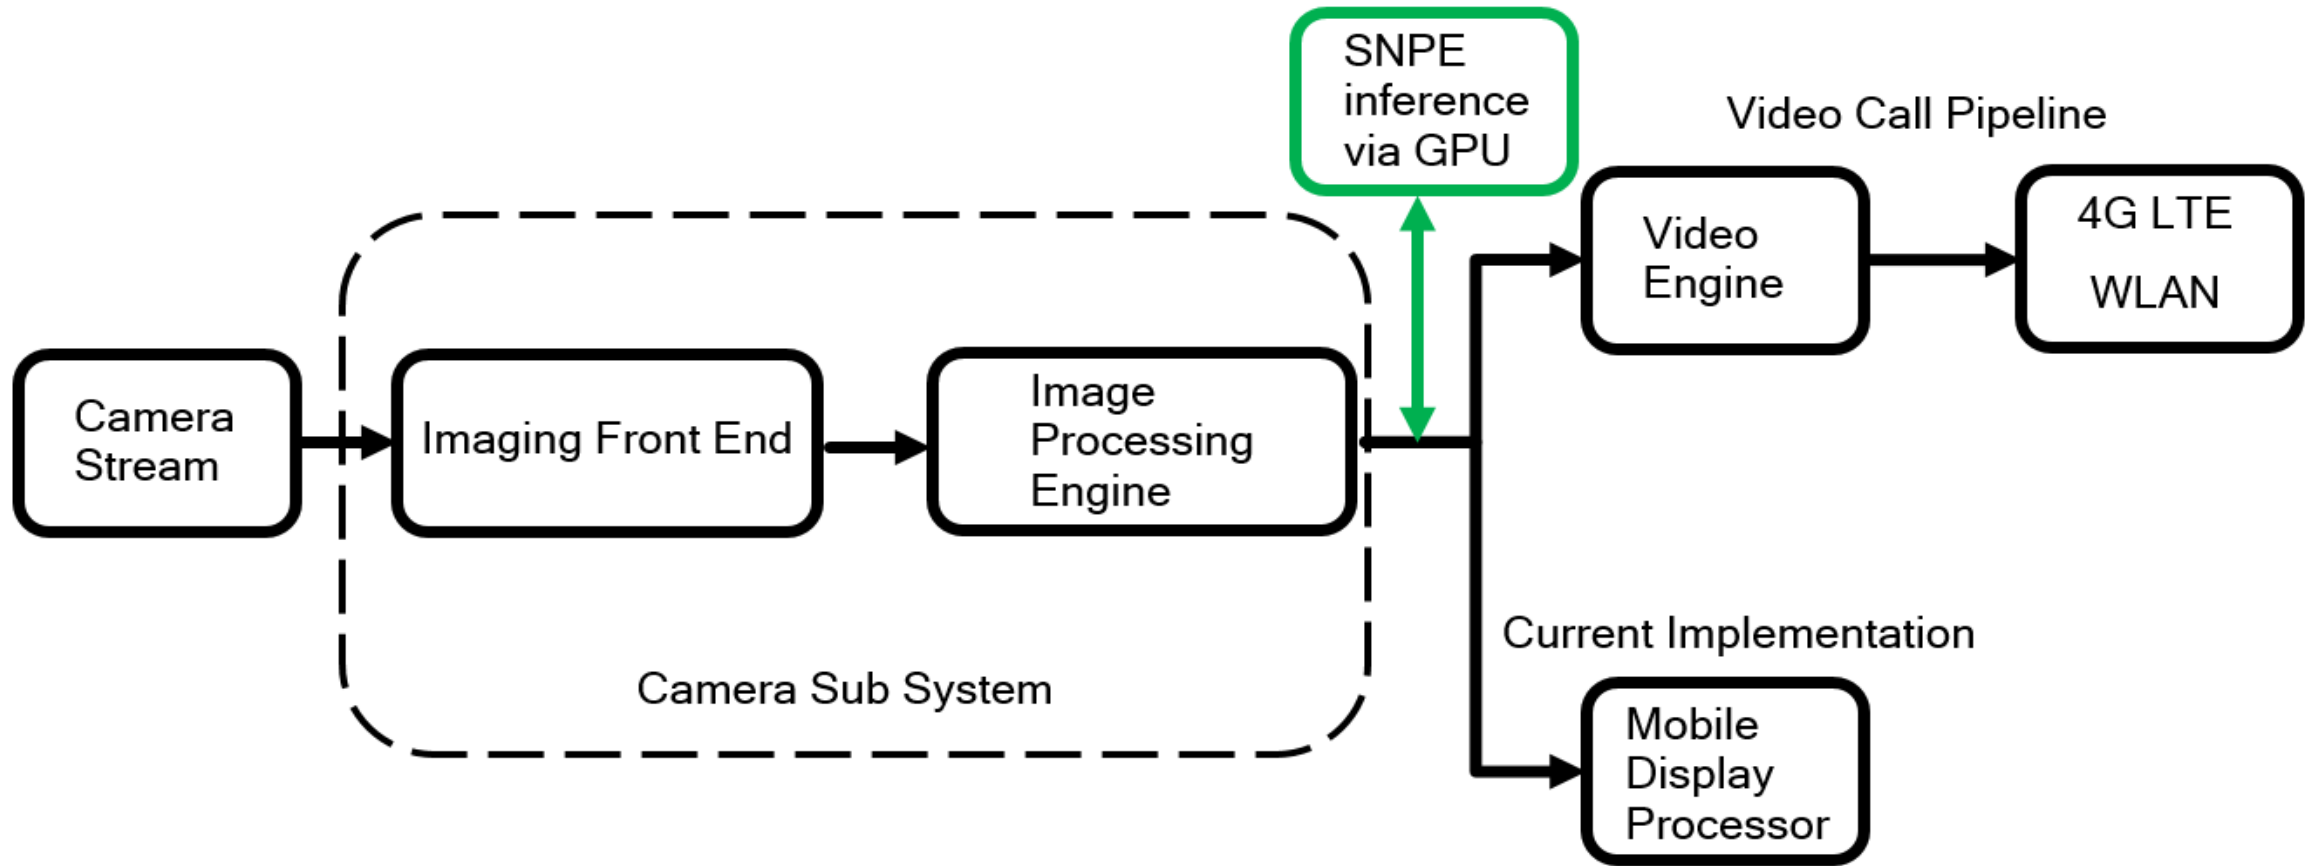 SNPE
inference
via GPU
Video Call Pipeline
Video
Engine
4G LTE
WLAN
Camera
Stream
Imaging Front End
Image
Processing
Engine
Camera Sub System
Current Implementation
Mobile
Display
Processor